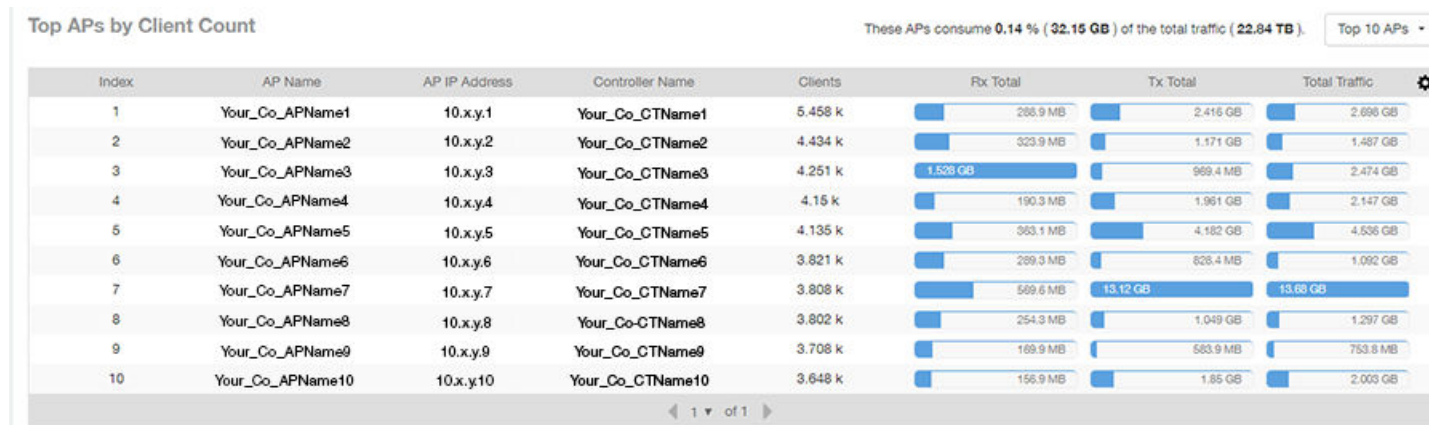 Top APs by Client Count
These APs consume 0.14 % ( 32.15 GB ) of the total traffic ( 22.84 TB ). Top 10 APs
Index AP Name AP IP Address Controller Name Clients Rx Total Tx Total Total Traffic
1 Your_Co_APName1 10.x.y.1 Your_Co_CTName1 5.458 k 288.9 MB 2.416 GB 2.698 GB
2 Your_Co_APName2 10.x.y.2 Your_Co_CTName2 4.434 k 323.9 MB 1.171 GB 1.487 GB
3 Your_Co_APName3 10.x.y.3 Your_Co_CTName3 4.251 k 1.528 GB 969.4 MB 2.474 GB
4 Your_Co_APName4 10.x.y.4 Your_Co_CTName4 4.15 k 190.3 MB 1.961 GB 2.147 GB
5 Your_Co_APName5 10.x.y.5 Your_Co_CTName5 4.135 k 363.1 MB 4.182 GB 4.536 GB
6 Your_Co_APName6 10.x.y.6 Your_Co_CTName6 3.821 k 289.3 MB 828.4 MB 1.092 GB
7 Your_Co_APName7 10.x.y.7 Your_Co_CTName7 3.808 k 569.6 MB 13.12 GB 13.68 GB
8 Your_Co_APName8 10.x.y.8 Your_Co-CTName8 3.802 k 254.3 MB 1.049 GB 1.297 GB
9 Your_Co_APName9 10.x.y.9 Your_Co_CTName9 3.708 k 169.9 MB 583.9 MB 753.8 MB
10 Your_Co_APName10 10.x.y.10 Your_Co_CTName10 3.648 k 156.9 MB 1.85 GB 2.003 GB
1 of 1